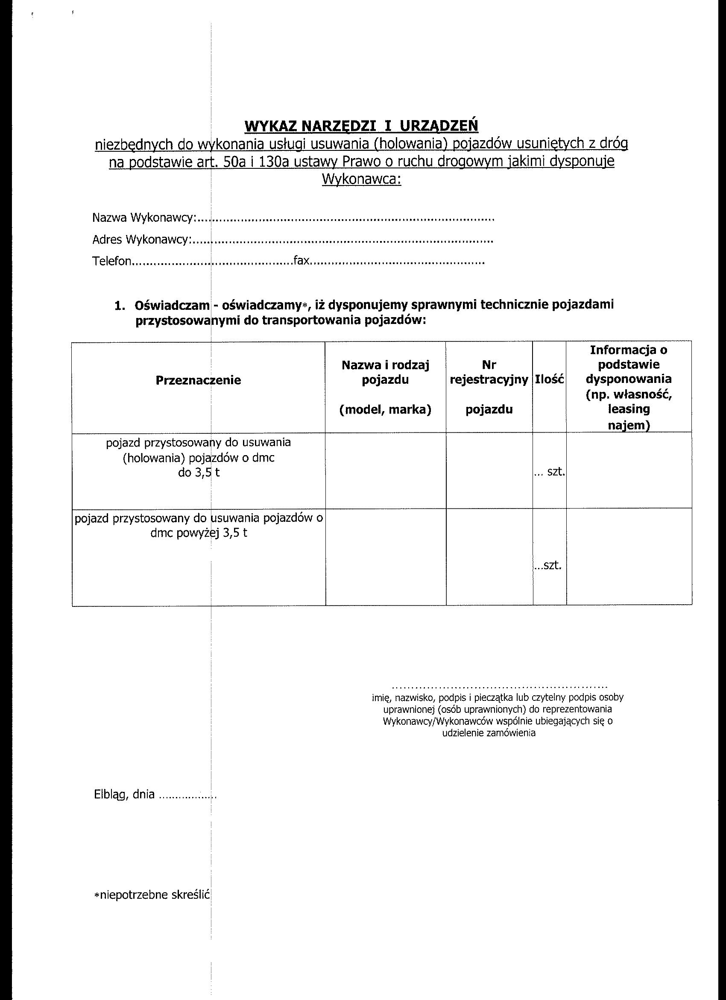 WYKAZ NARZĘDZI I URZĄDZEŃ
niezbędnych do wykonania usługi usuwania (holowania) pojazdów usuniętych z dróg
na podstawie art. 50a i 130a ustawy Prawo o ruchu drogowym jakimi dysponuje
Wykonawca:
Nazwa Wykonawcy:...............................................................................
Adres Wykonawcy:................................................................................
Telefon............................................fax................................................
1. Oświadczam - oświadczamy*, iż dysponujemy sprawnymi technicznie pojazdami
przystosowanymi do transportowania pojazdów:
Przeznaczenie
Nazwa i rodzaj
pojazdu
(model, marka)
Nr
rejestracyjny
pojazdu
Ilość
Informacja o
podstawie
dysponowania
(np. własność,
leasing
najem)
pojazd przystosowany do usuwania
(holowania) pojazdów o dmc
do 3,5 t
... szt.
pojazd przystosowany do usuwania pojazdów o
dmc powyżej 3,5 t
...szt.
........................................................
imię, nazwisko, podpis i pieczątka lub czytelny podpis osoby
uprawnionej (osób uprawnionych) do reprezentowania
Wykonawcy/Wykonawców wspólnie ubiegających się o
udzielenie zamówienia
Elbląg, dnia ..................
*niepotrzebne skreślić